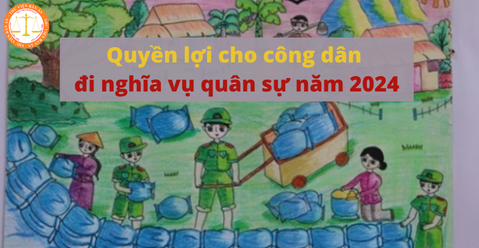 Quyền lợi cho công dân
đi nghĩa vụ quân sự năm 2024